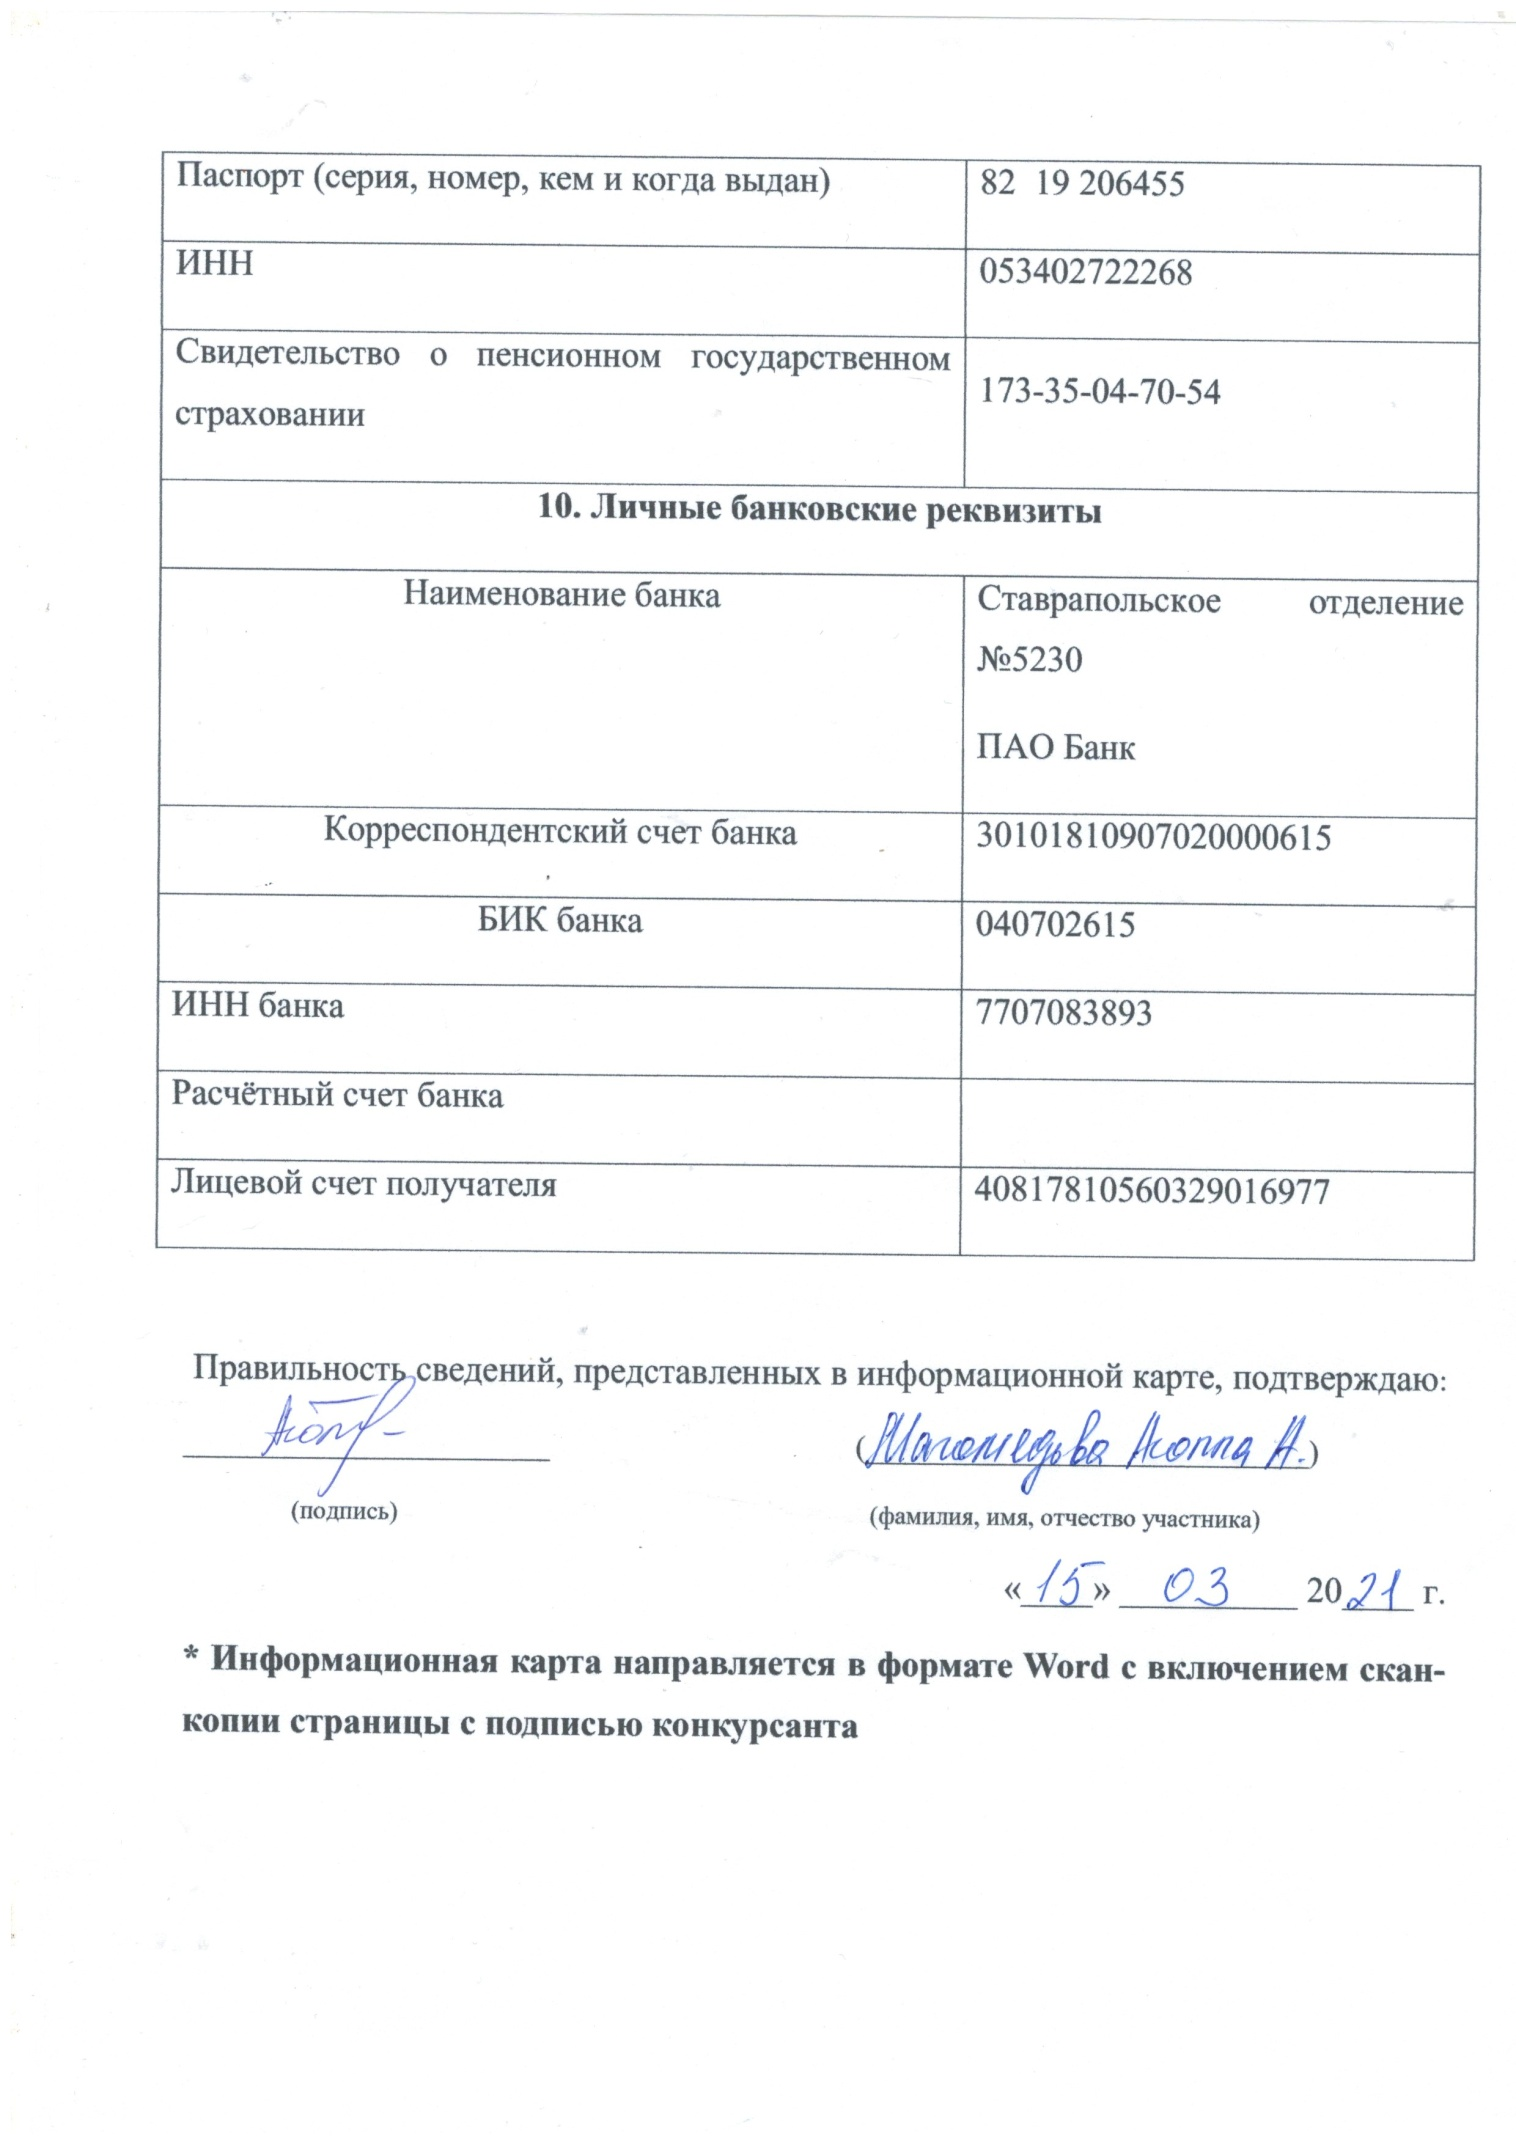 Паспорт (серия, номер, кем и когда выдан) 82 19 206455
ИНН 053402722268
Свидетельство о пенсионном государственном
страховании
173-35-04-70-54
10. Личные банковские реквизиты
Наименование банка Ставрапольское отделение
№5230
ПАО Банк
Корреспондентский счет банка 30101810907020000615
БИК банка 040702615
ИНН банка 7707083893
Расчётный счет банка
Лицевой счет получателя 40817810560329016977
Правильность сведений, представленных в информационной карте, подтверждаю:
(Магомедова А.)
(подпись) (фамилия, имя, отчество участника)
«15» 03 2021 г.
* Информационная карта направляется в формате Word с включением скан-
копии страницы с подписью конкурсанта